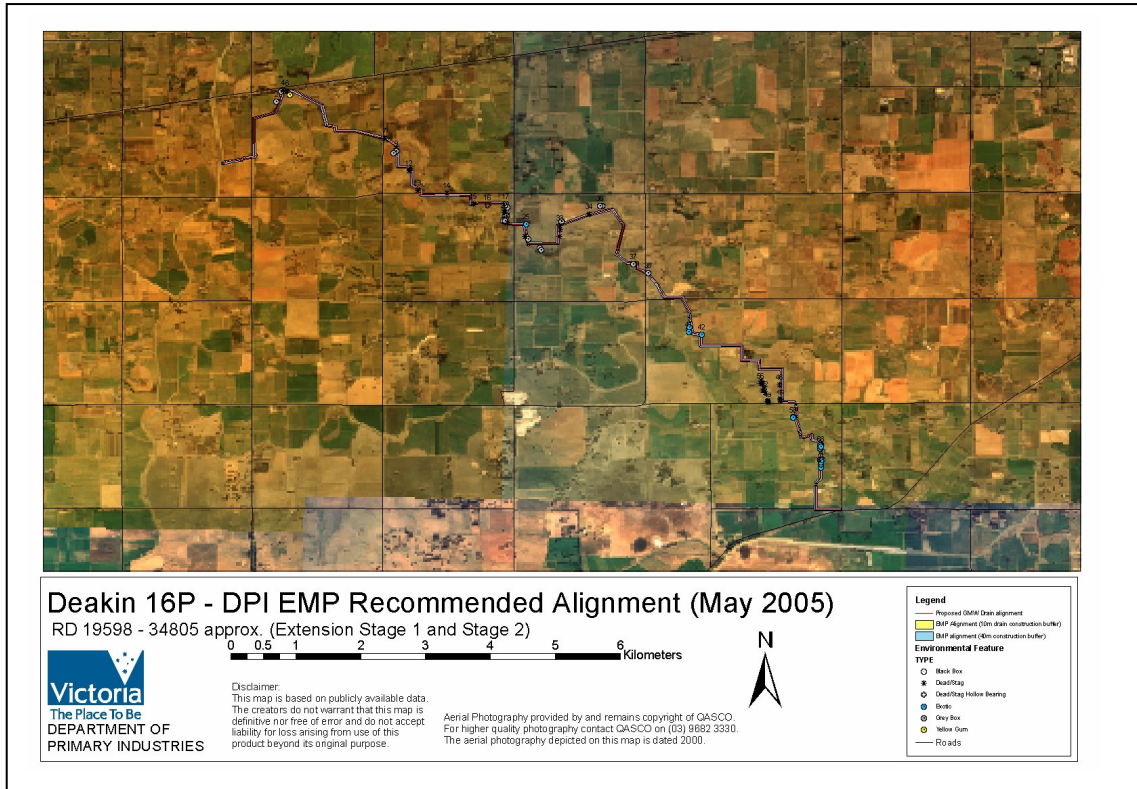 Deakin 16P - DPI EMP Recommended Alignment (May 2005)
RD 19598 - 34805 approx. (Extension Stage 1 and Stage 2)
0 0.5 1 2 3 4 5 6
Kilometers
N
Victoria
The Place To Be
DEPARTMENT OF
PRIMARY INDUSTRIES
Disclaimer:
This map is based on publicly available data.
The creators do not warrant that this map is
definitive nor free of error and do not accept
liability for loss arising from use of this
product beyond its original purpose.
Aerial Photography provided by and remains copyright of QASCO.
For higher quality photography contact QASCO on (03) 9682 3330.
The aerial photography depicted on this map is dated 2000.
Legend
Proposed GMW Drain alignment
EMP Alignment (10m drain construction buffer)
EMP alignment (40m construction buffer)
Environmental Feature
TYPE
Black Box
Dead/Stag
Dead/Stag Hollow Bearing
Exotic
Grey Box
Yellow Gum
Roads